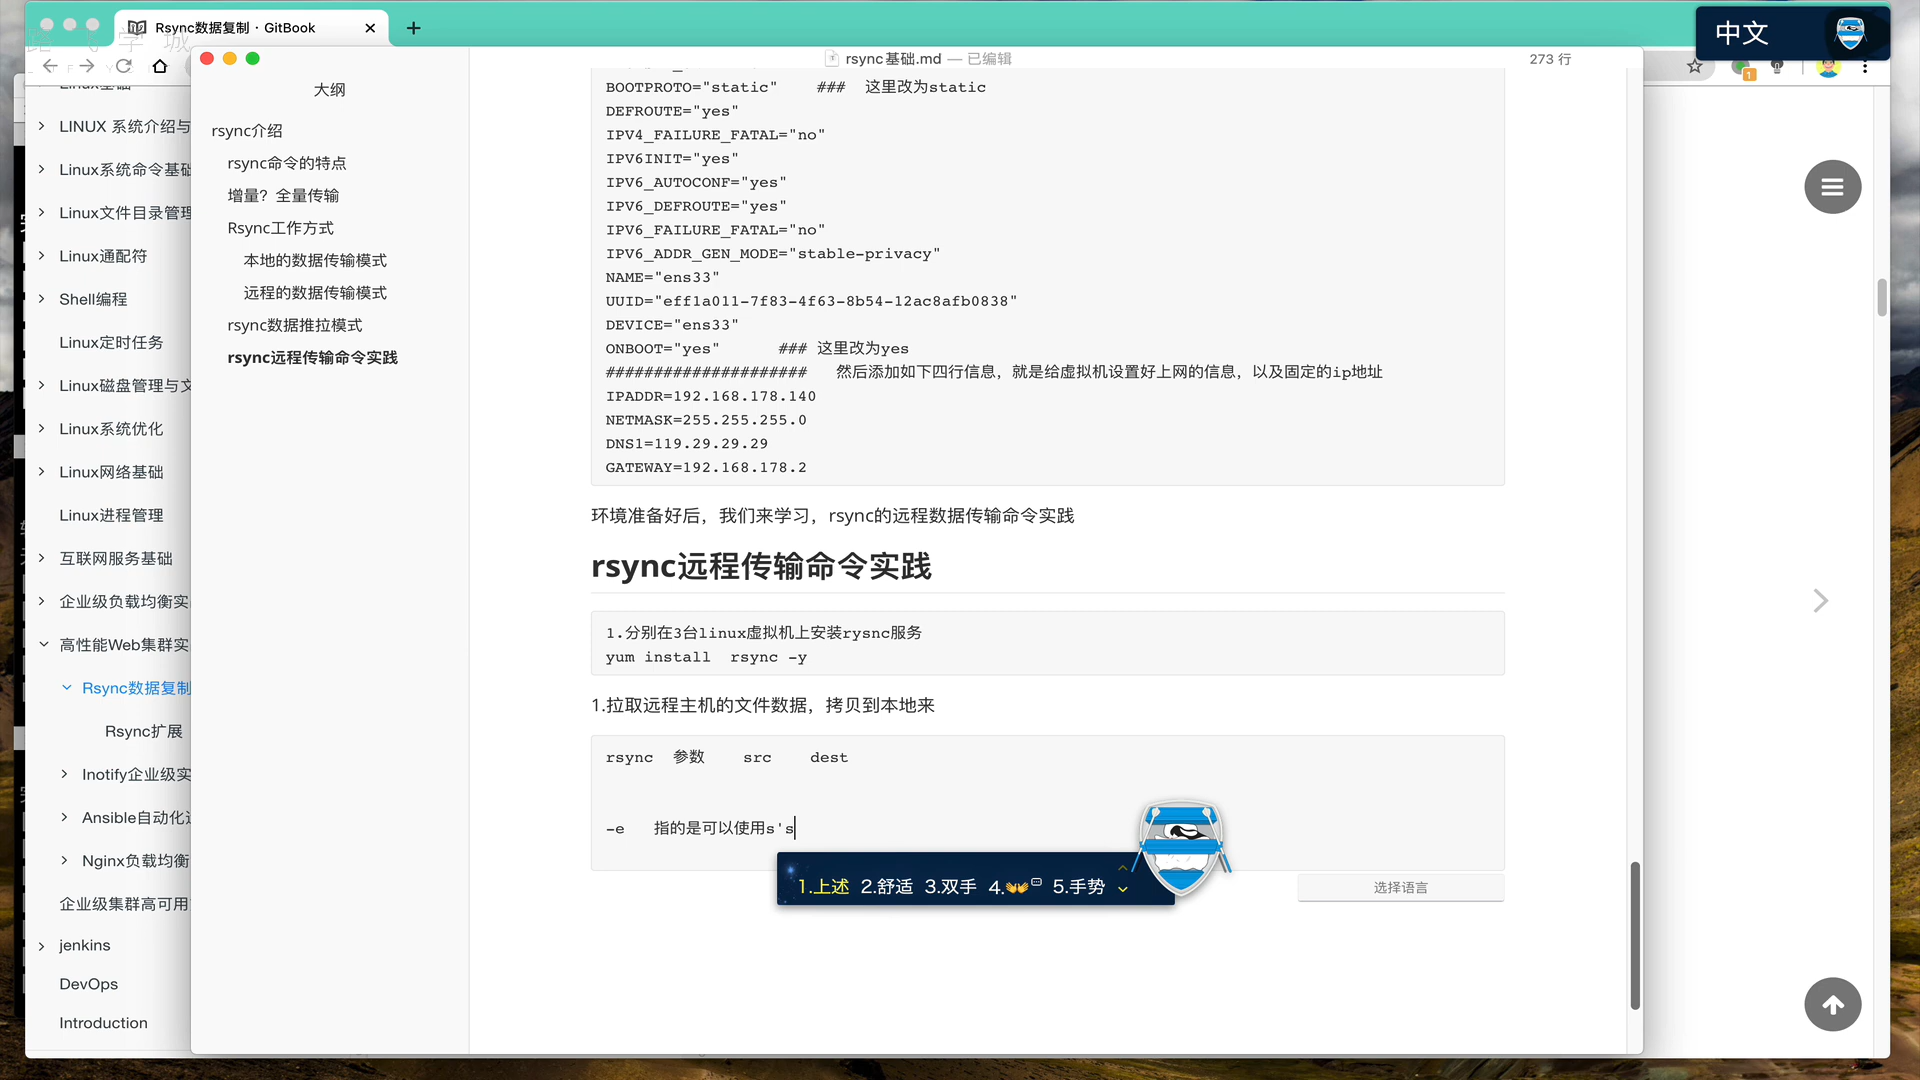 Rsync数据复制 · GitBook
中文
rsync基础.md — 已编辑
273 行
1
大纲
rsync介绍
rsync命令的特点
增量？全量传输
Rsync工作方式
本地的数据传输模式
远程的数据传输模式
rsync数据推拉模式
rsync远程传输命令实践
Linux基础
LINUX 系统介绍与
Linux系统命令基础
Linux文件目录管理
Linux通配符
Shell编程
Linux定时任务
Linux磁盘管理与文
Linux系统优化
Linux网络基础
Linux进程管理
互联网服务基础
企业级负载均衡实
高性能Web集群实
Rsync数据复制
Rsync扩展
Inotify企业级实
Ansible自动化运
Nginx负载均衡
企业级集群高可用
jenkins
DevOps
Introduction
BOOTPROTO="static"    ###  这里改为static
DEFROUTE="yes"
IPV4_FAILURE_FATAL="no"
IPV6INIT="yes"
IPV6_AUTOCONF="yes"
IPV6_DEFROUTE="yes"
IPV6_FAILURE_FATAL="no"
IPV6_ADDR_GEN_MODE="stable-privacy"
NAME="ens33"
UUID="eff1a011-7f83-4f63-8b54-12ac8afb0838"
DEVICE="ens33"
ONBOOT="yes"      ### 这里改为yes
#####################   然后添加如下四行信息，就是给虚拟机设置好上网的信息，以及固定的ip地址
IPADDR=192.168.178.140
NETMASK=255.255.255.0
DNS1=119.29.29.29
GATEWAY=192.168.178.2
环境准备好后，我们来学习，rsync的远程数据传输命令实践
rsync远程传输命令实践
1.分别在3台linux虚拟机上安装rysnc服务
yum install  rsync -y
1.拉取远程主机的文件数据，拷贝到本地来
rsync  参数    src    dest
-e   指的是可以使用s's
1.上述 2.舒适 3.双手 4.👐 5.手势
选择语言